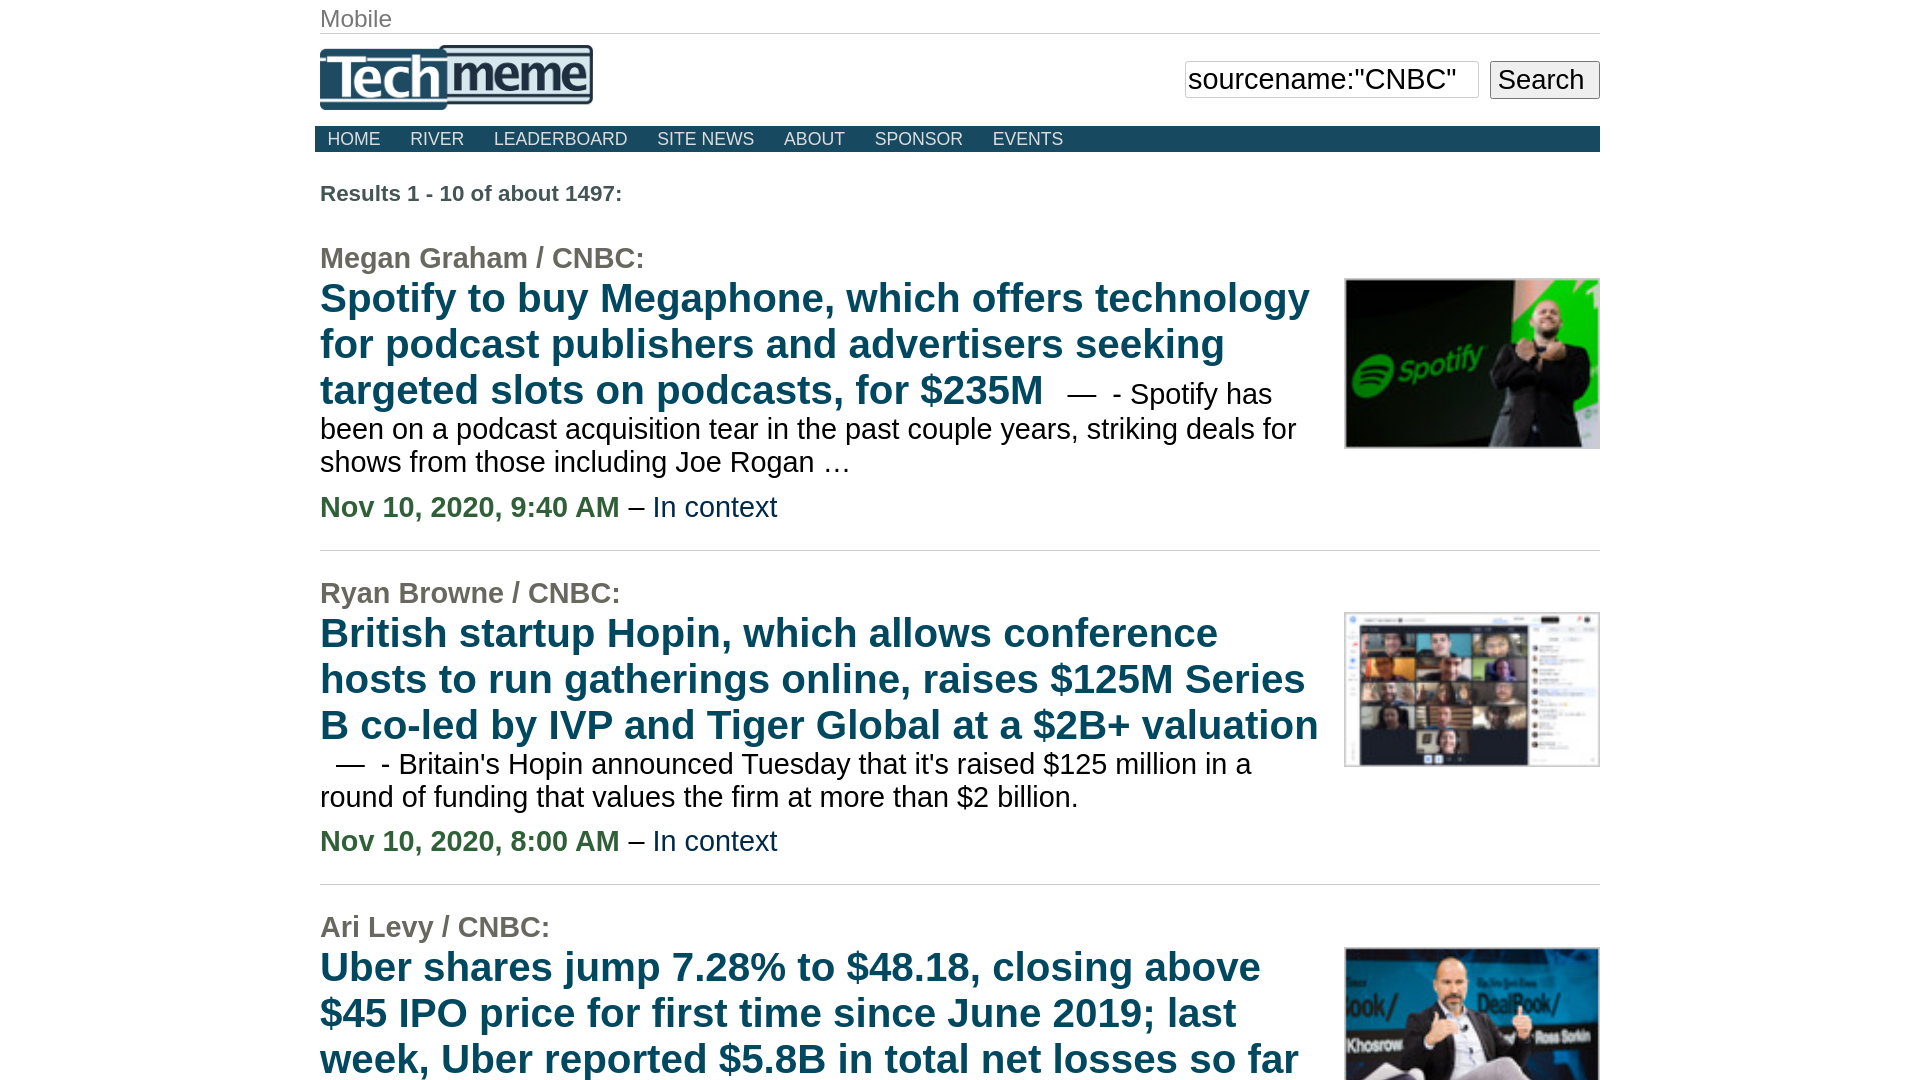 Mobile
Tech meme
sourcename:"CNBC" Search
HOME RIVER LEADERBOARD SITE NEWS ABOUT SPONSOR EVENTS
Results 1 - 10 of about 1497:
Megan Graham / CNBC:
Spotify to buy Megaphone, which offers technology
for podcast publishers and advertisers seeking
targeted slots on podcasts, for $235M — - Spotify has
been on a podcast acquisition tear in the past couple years, striking deals for
shows from those including Joe Rogan …
Spotify
Nov 10, 2020, 9:40 AM – In context
Ryan Browne / CNBC:
British startup Hopin, which allows conference
hosts to run gatherings online, raises $125M Series
B co-led by IVP and Tiger Global at a $2B+ valuation
— - Britain's Hopin announced Tuesday that it's raised $125 million in a
round of funding that values the firm at more than $2 billion.
Nov 10, 2020, 8:00 AM – In context
Ari Levy / CNBC:
Uber shares jump 7.28% to $48.18, closing above
$45 IPO price for first time since June 2019; last
week, Uber reported $5.8B in total net losses so far
ook/ DealBook/
Khosrow Ross Sorkin